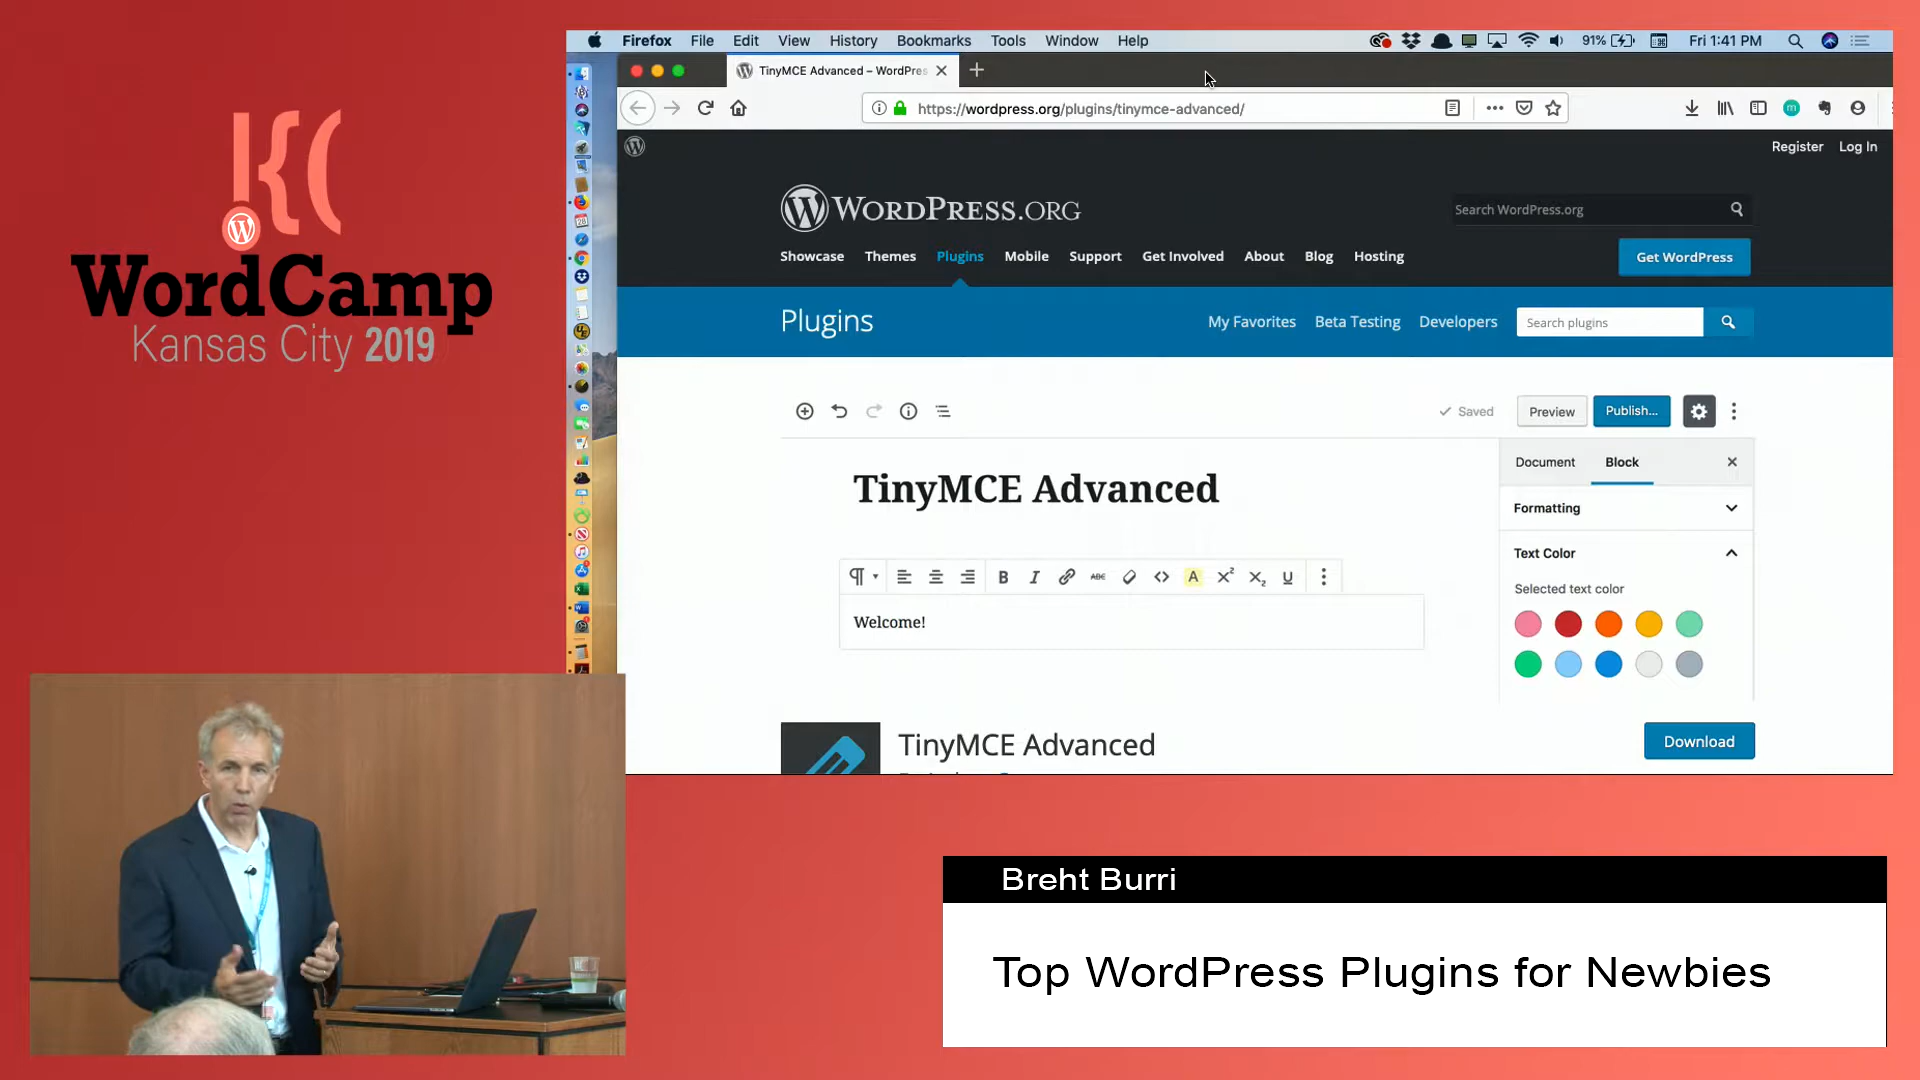 K(
WordCamp
Kansas City 2019
Firefox File Edit View History Bookmarks Tools Window Help
91% Fri 1:41 PM
TinyMCE Advanced – WordPres
https://wordpress.org/plugins/tinymce-advanced/
Register Log In
WORDPRESS.ORG
Search WordPress.org
Showcase Themes Plugins Mobile Support Get Involved About Blog Hosting
Get WordPress
Plugins
My Favorites Beta Testing Developers
Search plugins
Saved Preview Publish...
TinyMCE Advanced
Document Block
Formatting
Text Color
Selected text color
B I ABC A X² X₂ U
Welcome!
TinyMCE Advanced
Download
Breht Burri
Top WordPress Plugins for Newbies